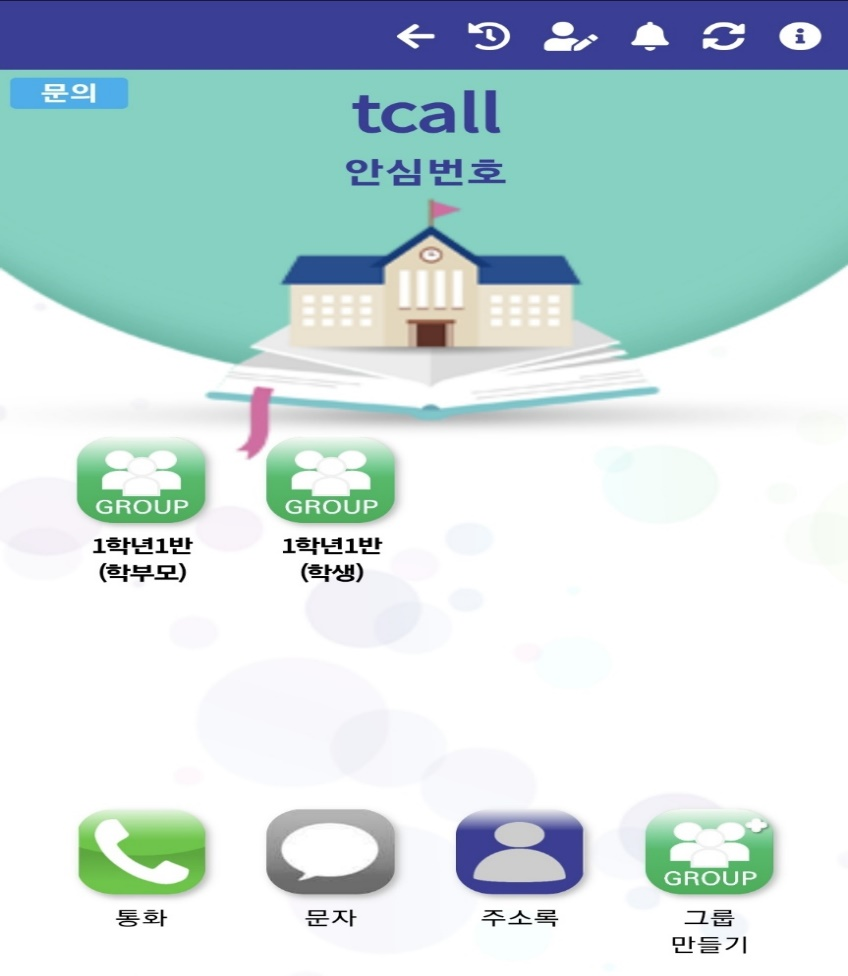 문의
tcall
안심번호
GROUP GROUP
1학년1반 1학년1반
(학부모) (학생)
GROUP
통화 문자 주소록 그룹
만들기